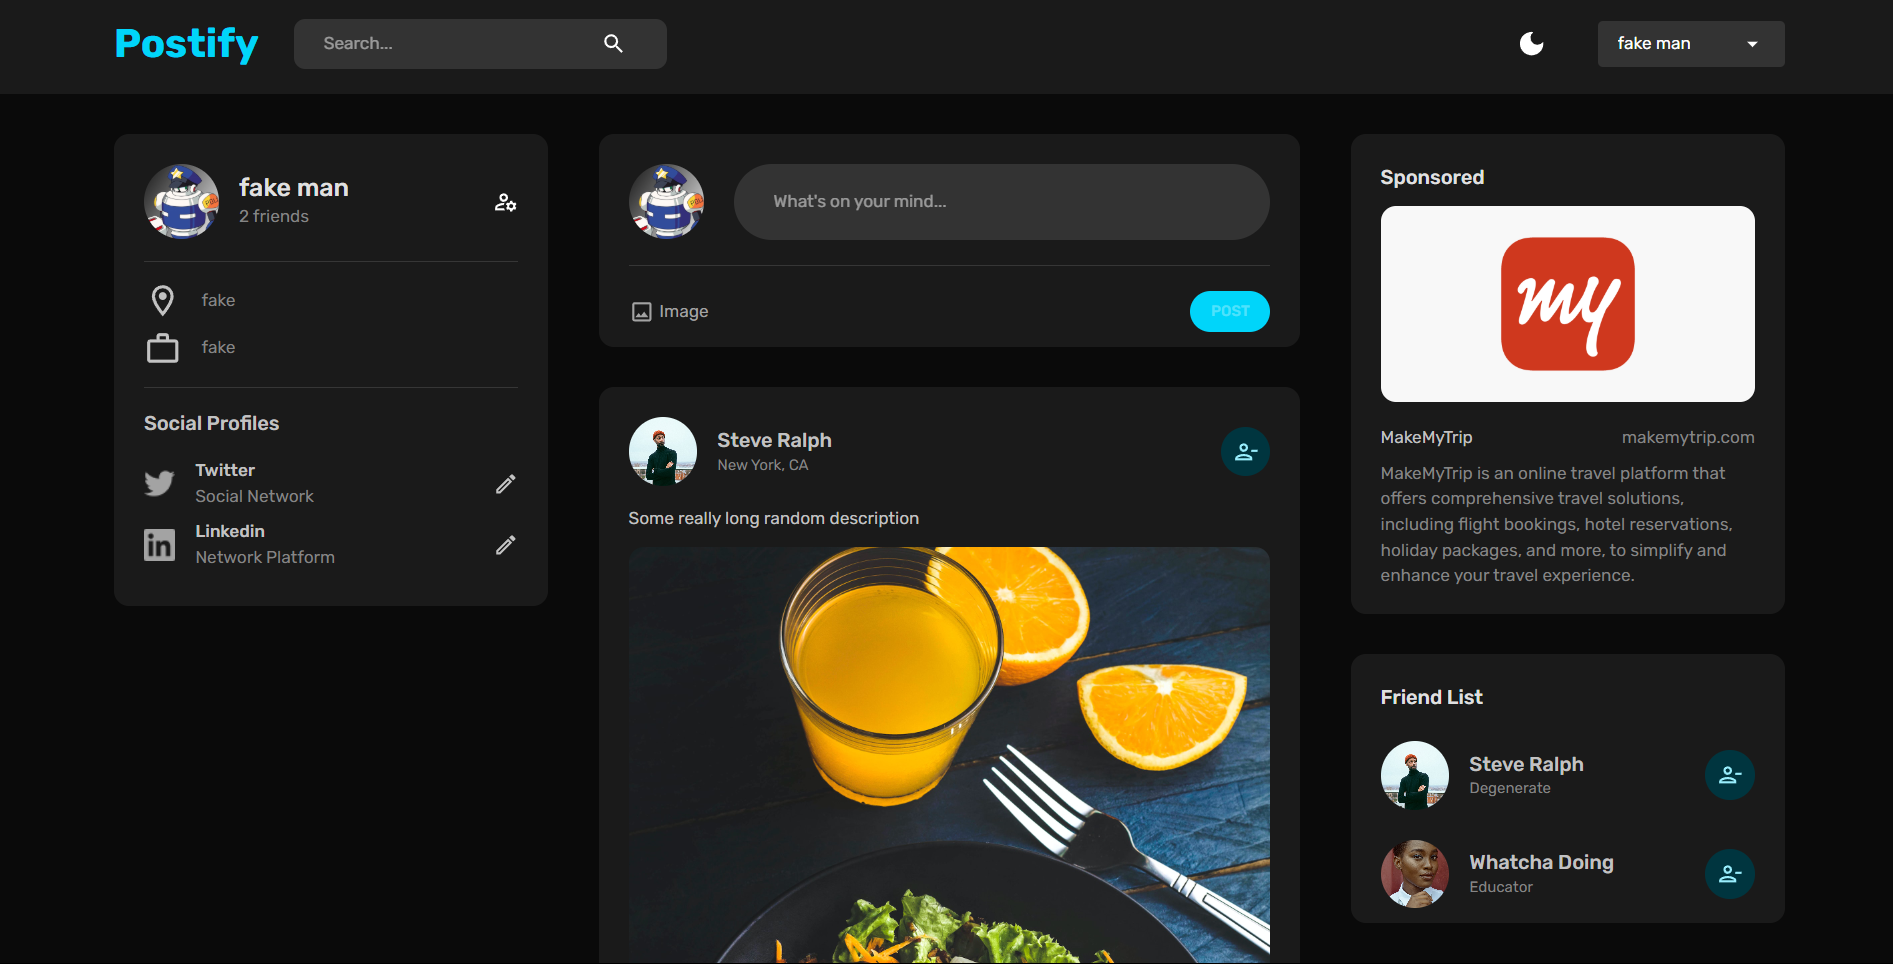 Postify
Search...
fake man
fake man
2 friends
fake
fake
Social Profiles
Twitter
Social Network
Linkedin
Network Platform
What's on your mind...
Image
POST
Steve Ralph
New York, CA
Some really long random description
Sponsored
my
MakeMyTrip
makemytrip.com
MakeMyTrip is an online travel platform that
offers comprehensive travel solutions,
including flight bookings, hotel reservations,
holiday packages, and more, to simplify and
enhance your travel experience.
Friend List
Steve Ralph
Degenerate
Whatcha Doing
Educator